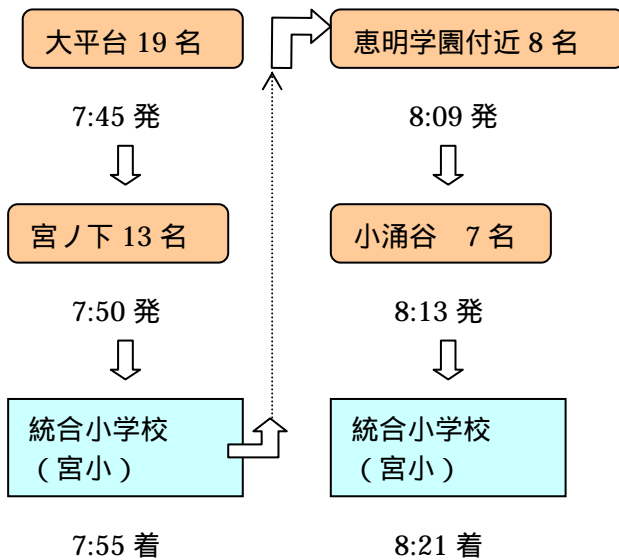 大平台 19 名
7:45 発
宮ノ下 13 名
7:50 発
統合小学校
(宮小)
7:55 着
恵明学園付近 8 名
8:09 発
小涌谷　7 名
8:13 発
統合小学校
(宮小)
8:21 着